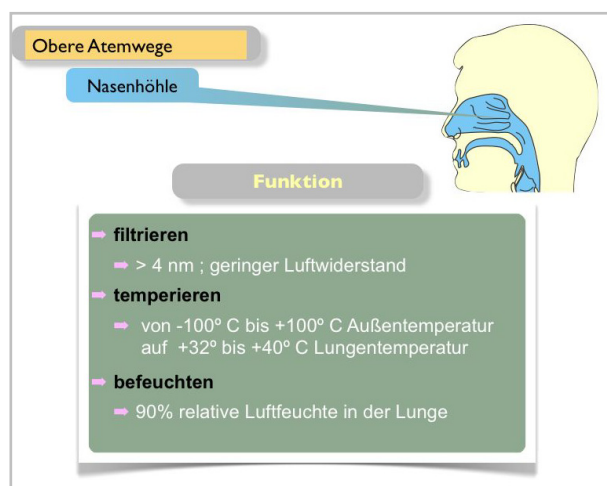 Obere Atemwege
Nasenhöhle
Funktion
➡ filtrieren
➡ > 4 nm ; geringer Luftwiderstand
➡ temperieren
➡ von -100º C bis +100º C Außentemperatur
auf +32º bis +40º C Lungentemperatur
➡ befeuchten
➡ 90% relative Luftfeuchte in der Lunge